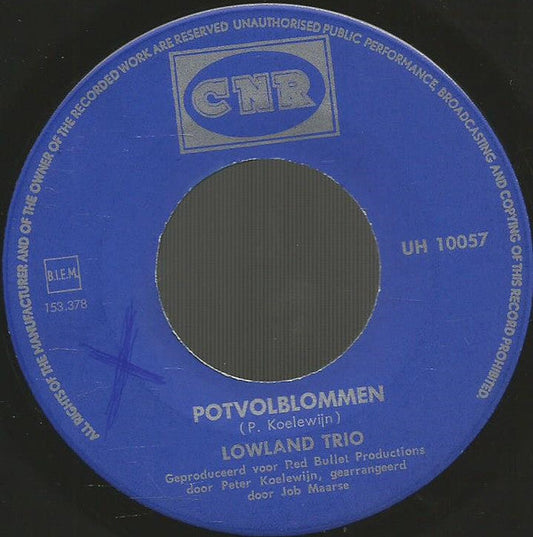 ALL RIGHTS OF THE MANUFACTURER AND OF THE OWNER OF THE RECORDED WORK ARE RESERVED UNAUTHORISED PUBLIC PERFORMANCE, BROADCASTING AND COPYING OF THIS RECORD PROHIBITED.
CNR
UH 10057
B.I.E.M.
153.378
POTVOLBLOMMEN
(P. Koelewijn)
LOWLAND TRIO
Geproduceerd voor Red Bullet Productions
door Peter Koelewijn, gearrangeerd
door Job Maarse